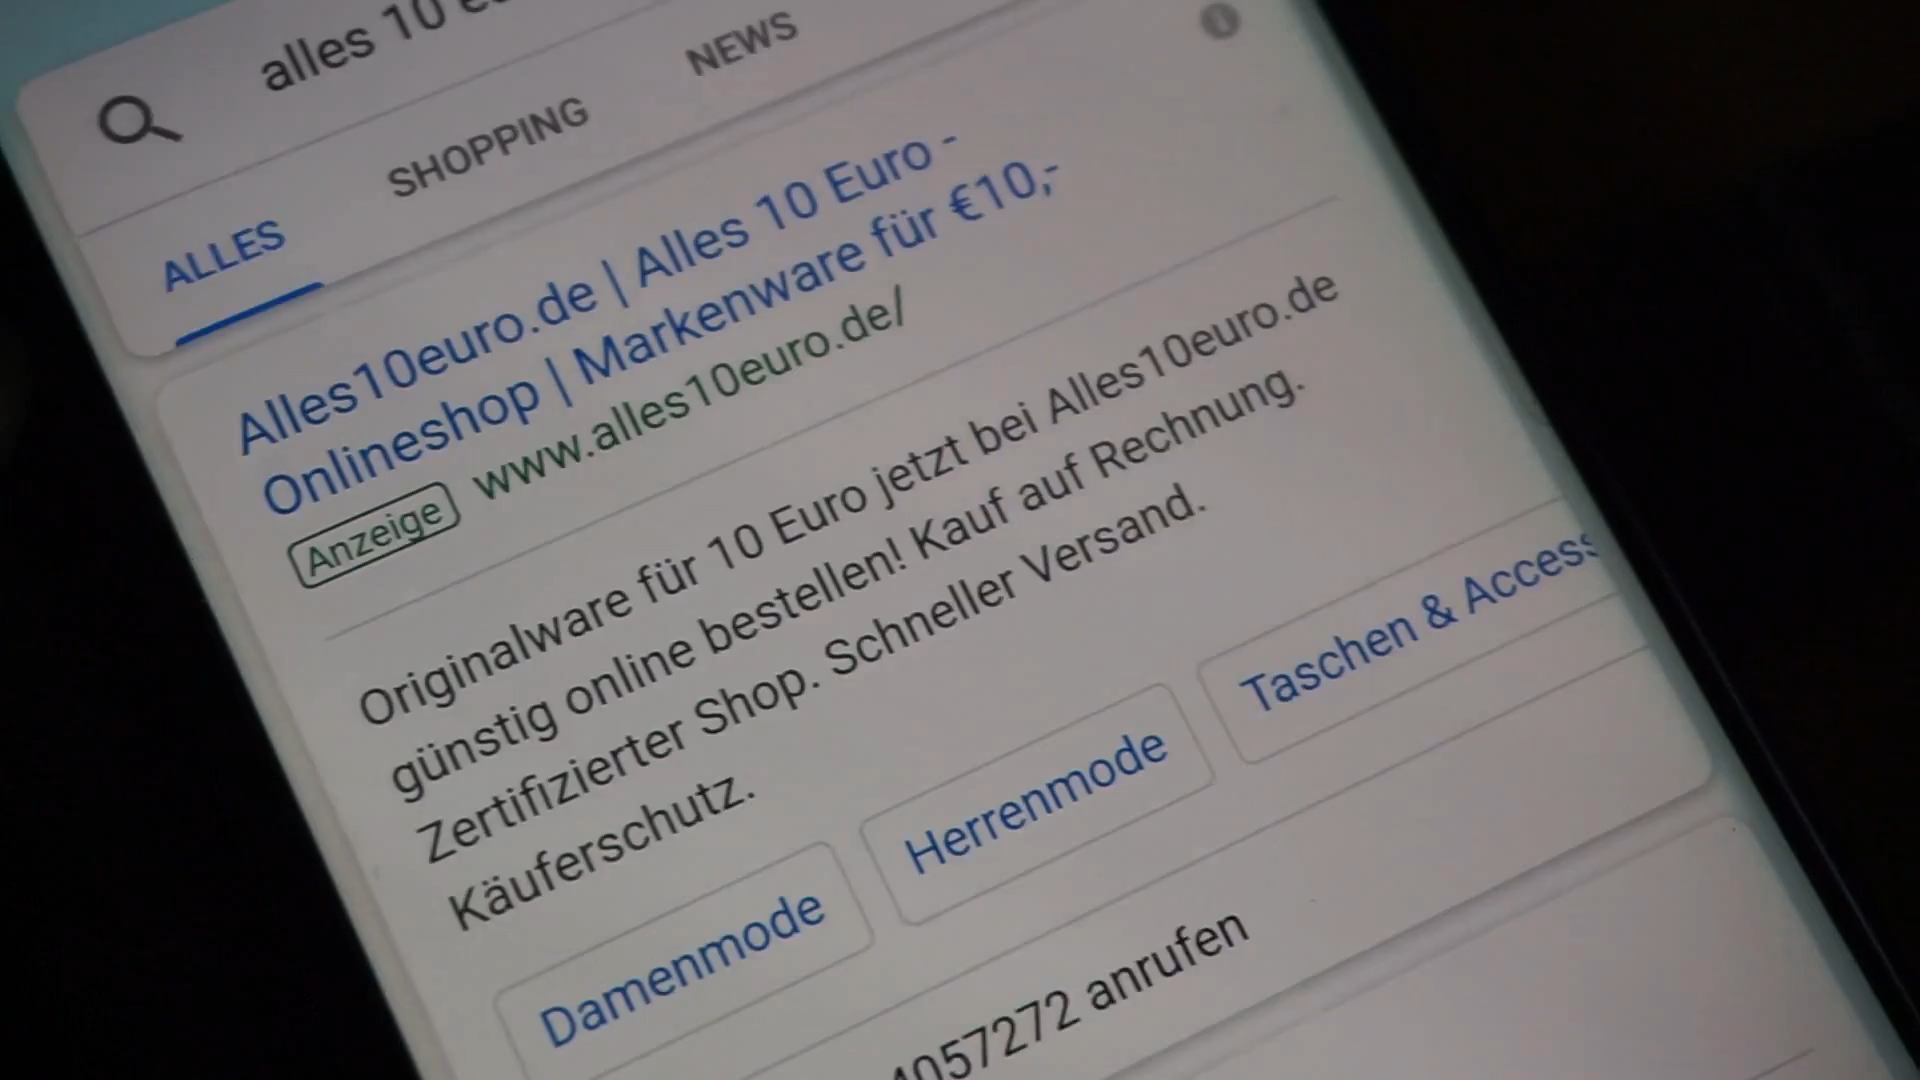 alles 10
ALLES SHOPPING NEWS
Alles10euro.de | Alles 10 Euro -
Onlineshop | Markenware für €10,-
Anzeige www.alles10euro.de/
Originalware für 10 Euro jetzt bei Alles10euro.de
günstig online bestellen! Kauf auf Rechnung.
Zertifizierter Shop. Schneller Versand.
Käuferschutz.
Damenmode Herrenmode Taschen & Access
4057272 anrufen